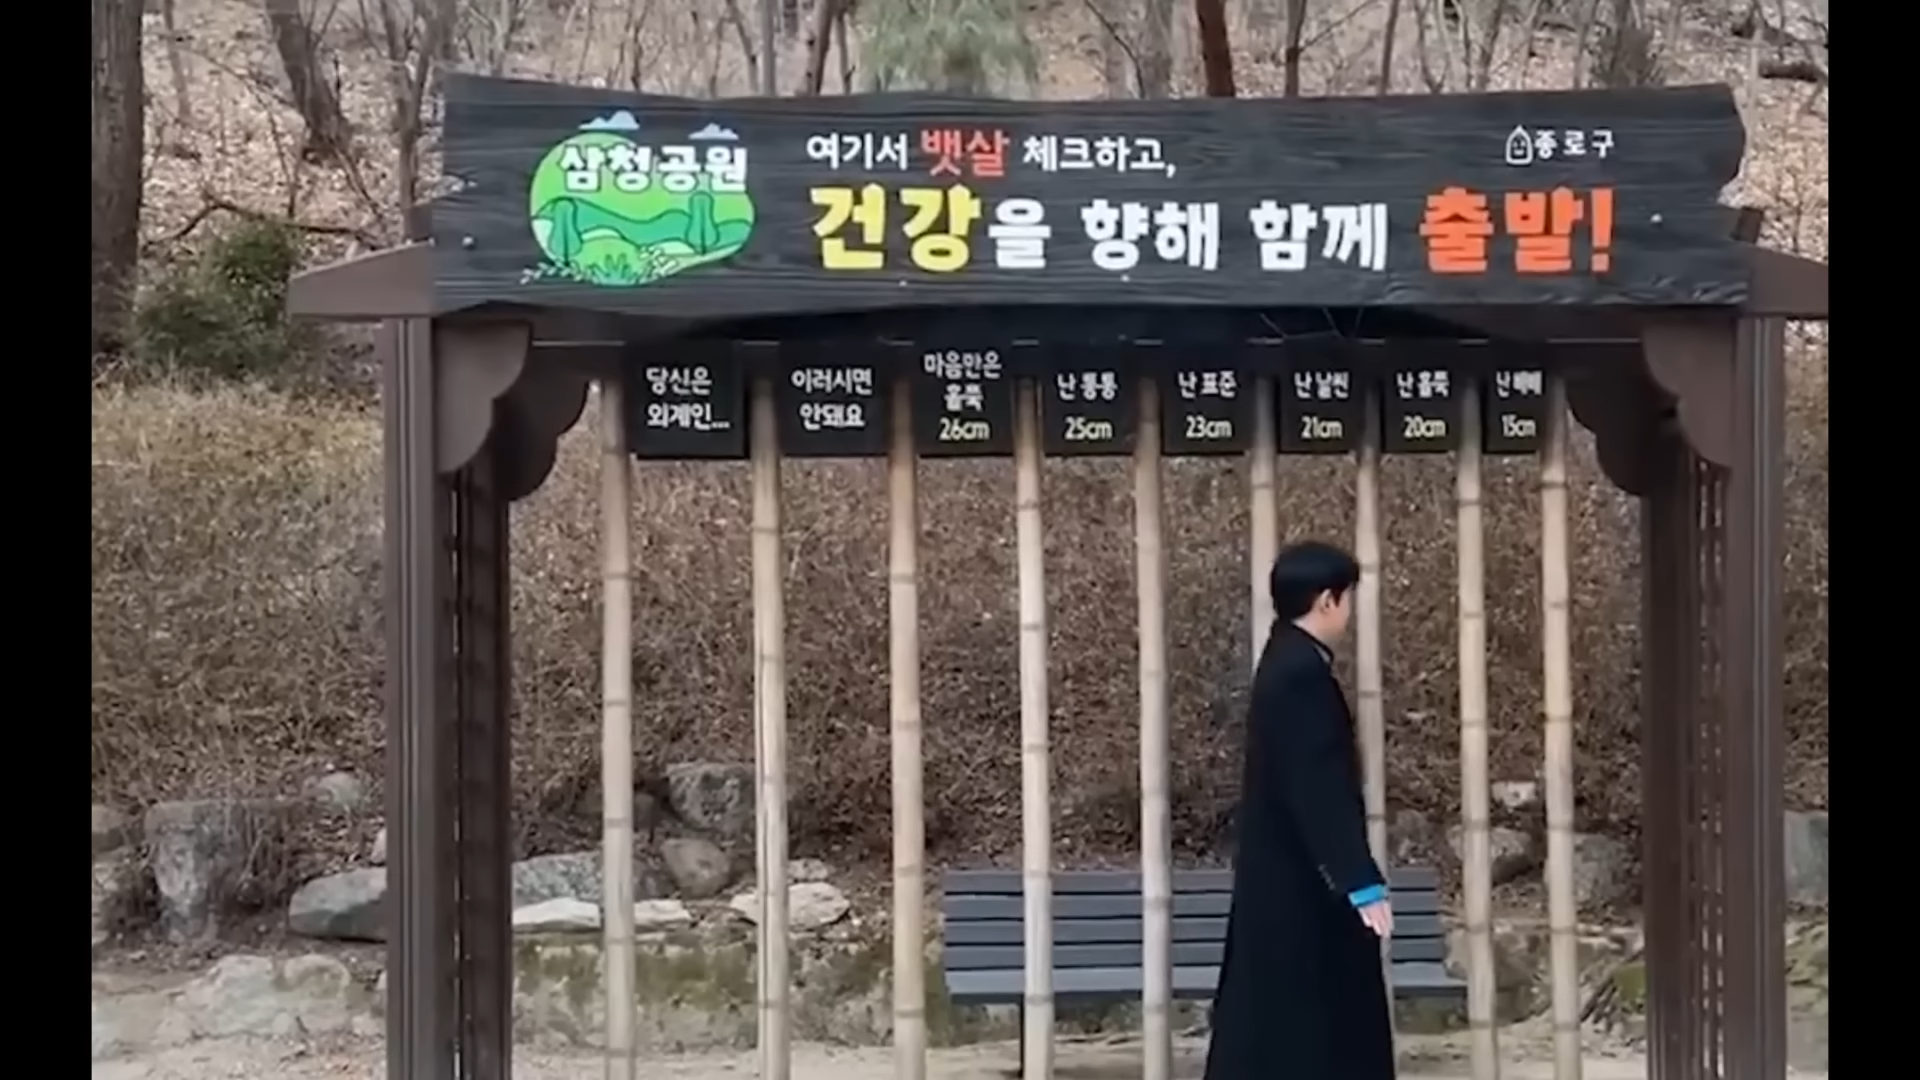 삼청공원
여기서 뱃살 체크하고,
건강을 향해 함께 출발!
종로구
당신은
외계인...
이러시면
안돼요
마음만은
홀쭉
26cm
난 통통
25cm
난 표준
23cm
난 날씬
21cm
난 홀쭉
20cm
난 빼빼
15cm